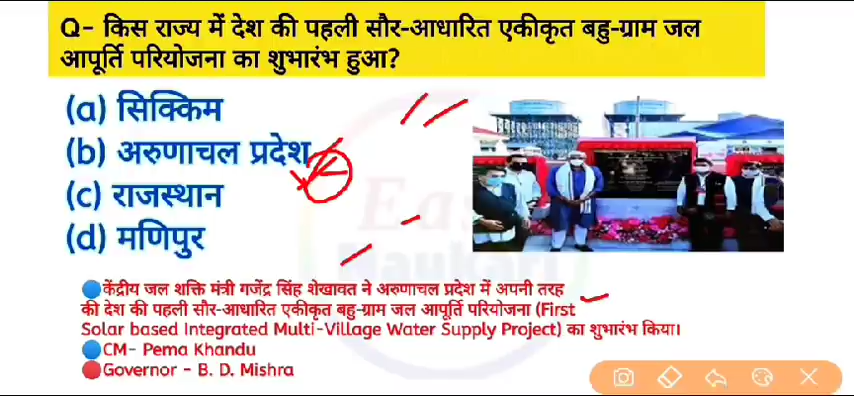 Q- किस राज्य में देश की पहली सौर-आधारित एकीकृत बहु-ग्राम जल
आपूर्ति परियोजना का शुभारंभ हुआ?
(a) सिक्किम
(b) अरुणाचल प्रदेश
(c) राजस्थान
(d) मणिपुर
केंद्रीय जल शक्ति मंत्री गजेंद्र सिंह शेखावत ने अरुणाचल प्रदेश में अपनी तरह
की देश की पहली सौर-आधारित एकीकृत बहु-ग्राम जल आपूर्ति परियोजना (First
Solar based Integrated Multi-Village Water Supply Project) का शुभारंभ किया।
CM- Pema Khandu
Governor - B. D. Mishra